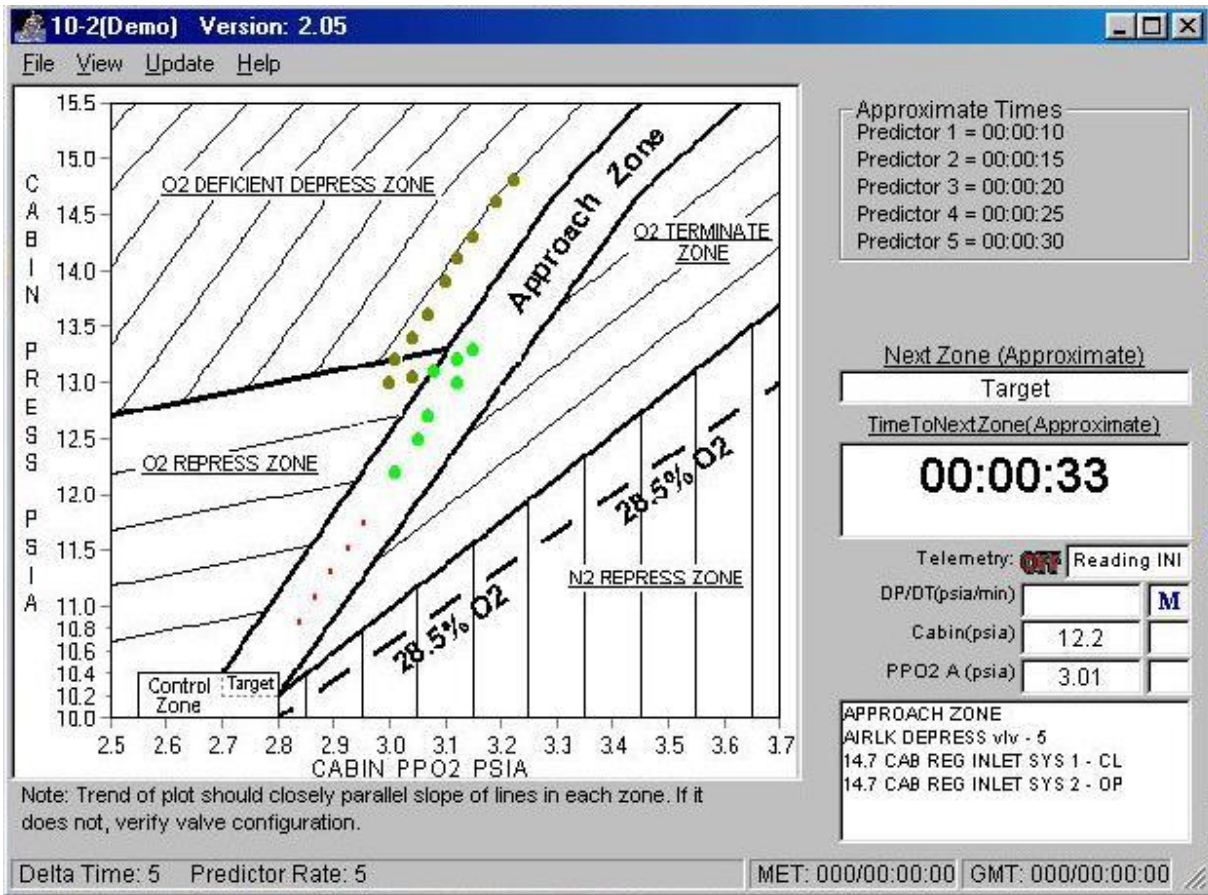 10-2(Demo) Version: 2.05
File View Update Help
CABIN PRESS PSIA
15.5
15.0
14.5
14.0
13.5
13.0
12.5
12.0
11.5
11.0
10.8
10.6
10.4
10.2
10.0
O2 DEFICIENT DEPRESS ZONE
Approach Zone
O2 TERMINATE
ZONE
O2 REPRESS ZONE
28.5% O2
28.5% O2
N2 REPRESS ZONE
Control
Zone
Target
2.5 2.6 2.7 2.8 2.9 3.0 3.1 3.2 3.3 3.4 3.5 3.6 3.7
CABIN PPO2 PSIA
Note: Trend of plot should closely parallel slope of lines in each zone. If it
does not, verify valve configuration.
Approximate Times
Predictor 1 = 00:00:10
Predictor 2 = 00:00:15
Predictor 3 = 00:00:20
Predictor 4 = 00:00:25
Predictor 5 = 00:00:30
Next Zone (Approximate)
Target
TimeToNextZone(Approximate)
00:00:33
Telemetry: OFF Reading INI
DP/DT(psia/min) M
Cabin(psia) 12.2
PPO2 A (psia) 3.01
APPROACH ZONE
AIRLK DEPRESS vlv - 5
14.7 CAB REG INLET SYS 1 - CL
14.7 CAB REG INLET SYS 2 - OP
Delta Time: 5 Predictor Rate: 5 MET: 000/00:00:00 GMT: 000/00:00:00